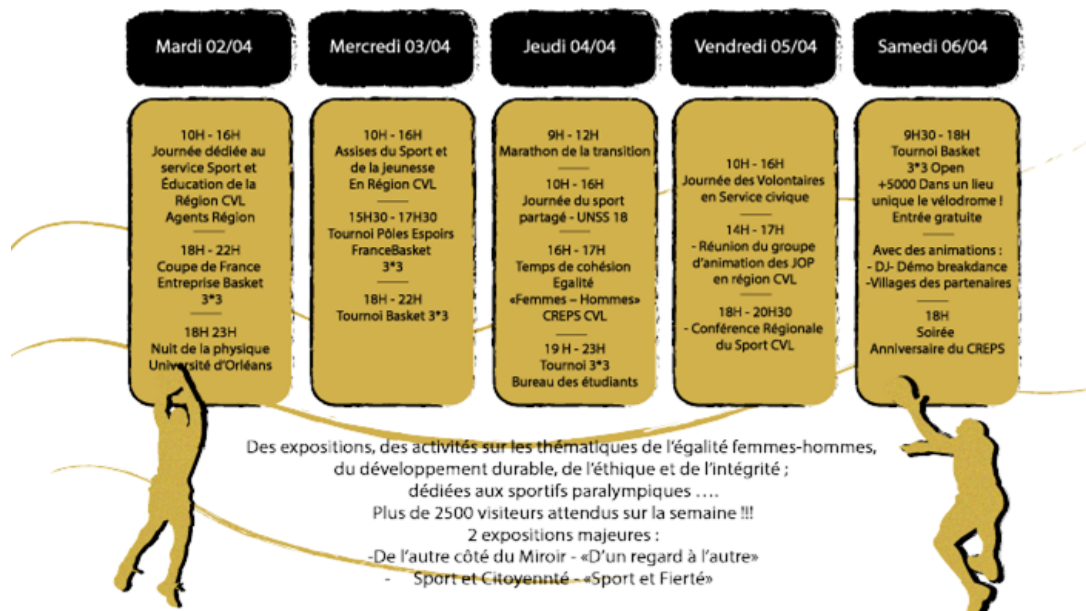 Mardi 02/04
10H - 16H
Journée dédiée au
service Sport et
Éducation de la
Région CVL
Agents Région
18H - 22H
Coupe de France
Entreprise Basket
3*3
18H 23H
Nuit de la physique
Université d'Orléans
Mercredi 03/04
10H - 16H
Assises du Sport et
de la jeunesse
En Région CVL
15H30 - 17H30
Tournoi Pôles Espoirs
FranceBasket
3*3
18H - 22H
Tournoi Basket 3*3
Jeudi 04/04
9H - 12H
Marathon de la transition
10H - 16H
Journée du sport
partagé - UNSS 18
16H - 17H
Temps de cohésion
Egalité
«Femmes – Hommes»
CREPS CVL
19 H - 23H
Tournoi 3*3
Bureau des étudiants
Vendredi 05/04
10H - 16H
Journée des Volontaires
en Service civique
14H - 17H
- Réunion du groupe
d'animation des JOP
en région CVL
18H - 20H30
- Conférence Régionale
du Sport CVL
Samedi 06/04
9H30 - 18H
Tournoi Basket
3*3 Open
+5000 Dans un lieu
unique le vélodrome !
Entrée gratuite
Avec des animations :
- DJ- Démo breakdance
-Villages des partenaires
18H
Soirée
Anniversaire du CREPS
Des expositions, des activités sur les thématiques de l'égalité femmes-hommes,
du développement durable, de l'éthique et de l'intégrité ;
dédiées aux sportifs paralympiques ....
Plus de 2500 visiteurs attendus sur la semaine !!!
2 expositions majeures :
-De l'autre côté du Miroir - «D'un regard à l'autre»
- Sport et Citoyennté - «Sport et Fierté»